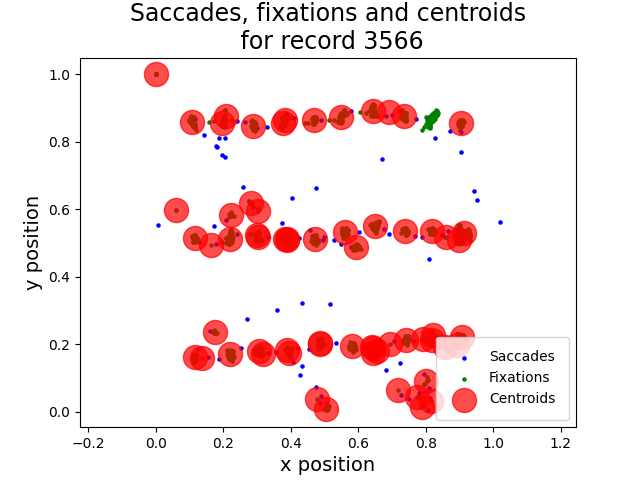 Saccades, fixations and centroids
for record 3566
1.0
0.8
0.6
0.4
0.2
0.0
y position
−0.2 0.0 0.2 0.4 0.6 0.8 1.0 1.2
x position
Saccades
Fixations
Centroids